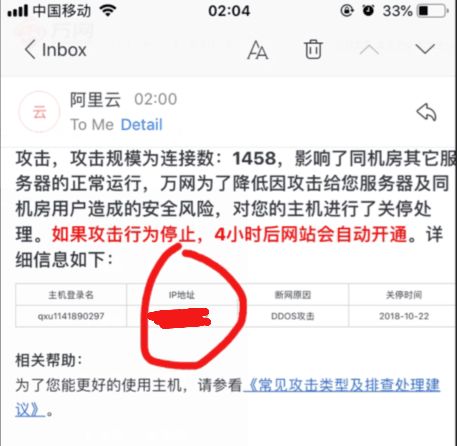 中国移动
02:04
33%
Inbox
阿里云 02:00
云
To Me Detail
攻击，攻击规模为连接数：1458，影响了同机房其它服
务器的正常运行，万网为了降低因攻击给您服务器及同
机房用户造成的安全风险，对您的主机进行了关停处
理。如果攻击行为停止，4小时后网站会自动开通。详
细信息如下：
主机登录名 IP地址 断网原因 关停时间
qxu1141890297 DDOS攻击 2018-10-22
相关帮助：
为了您能更好的使用主机，请参看《常见攻击类型及排查处理建
议》。